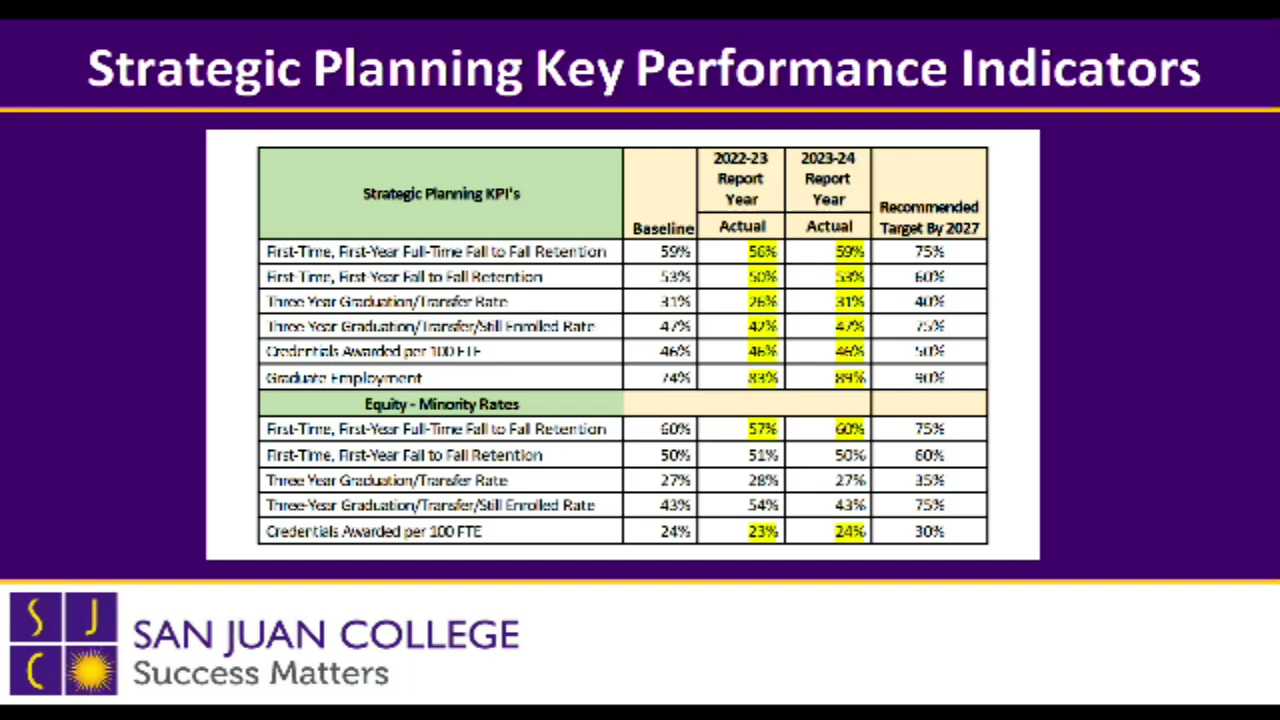 Strategic Planning Key Performance Indicators
Strategic Planning KPI's Baseline 2022-23 Report Year Actual 2023-24 Report Year Actual Recommended Target By 2027
First-Time, First-Year Full-Time Fall to Fall Retention 59% 56% 59% 75%
First-Time, First-Year Fall to Fall Retention 53% 50% 53% 60%
Three Year Graduation/Transfer Rate 31% 26% 31% 40%
Three Year Graduation/Transfer/Still Enrolled Rate 47% 42% 47% 75%
Credentials Awarded per 100 FTE 46% 46% 46% 50%
Graduate Employment 74% 83% 89% 90%
Equity - Minority Rates
First-Time, First-Year Full-Time Fall to Fall Retention 60% 57% 60% 75%
First-Time, First-Year Fall to Fall Retention 50% 51% 50% 60%
Three Year Graduation/Transfer Rate 27% 28% 27% 35%
Three-Year Graduation/Transfer/Still Enrolled Rate 43% 54% 43% 75%
Credentials Awarded per 100 FTE 24% 23% 24% 30%
S J C
SAN JUAN COLLEGE
Success Matters